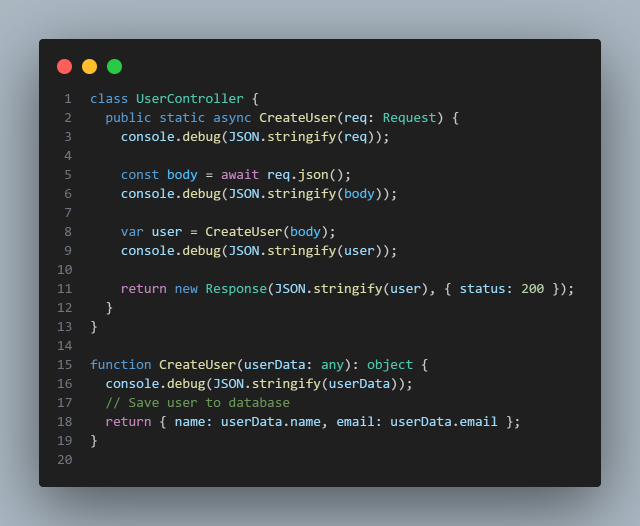 1 class UserController {
2   public static async CreateUser(req: Request) {
3     console.debug(JSON.stringify(req));
4
5     const body = await req.json();
6     console.debug(JSON.stringify(body));
7
8     var user = CreateUser(body);
9     console.debug(JSON.stringify(user));
10
11     return new Response(JSON.stringify(user), { status: 200 });
12   }
13 }
14
15 function CreateUser(userData: any): object {
16   console.debug(JSON.stringify(userData));
17   // Save user to database
18   return { name: userData.name, email: userData.email };
19 }
20